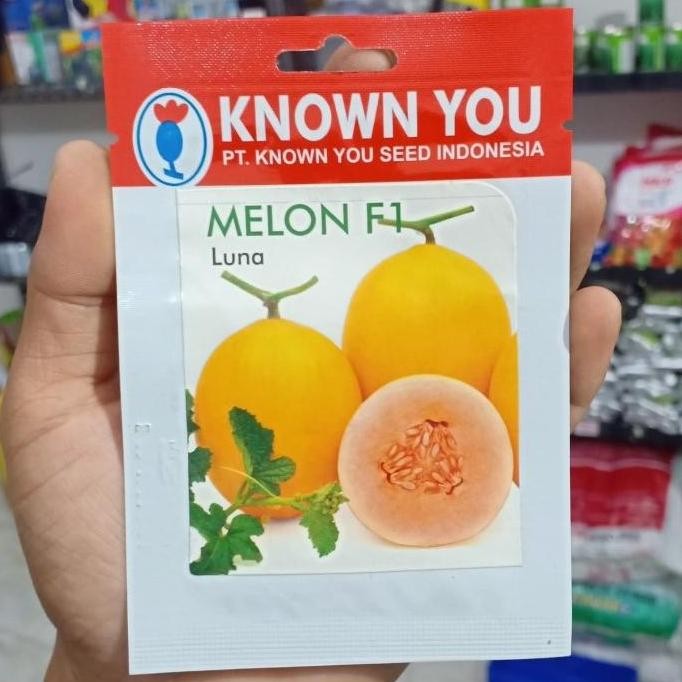 KNOWN YOU
PT. KNOWN YOU SEED INDONESIA
MELON F1
Luna